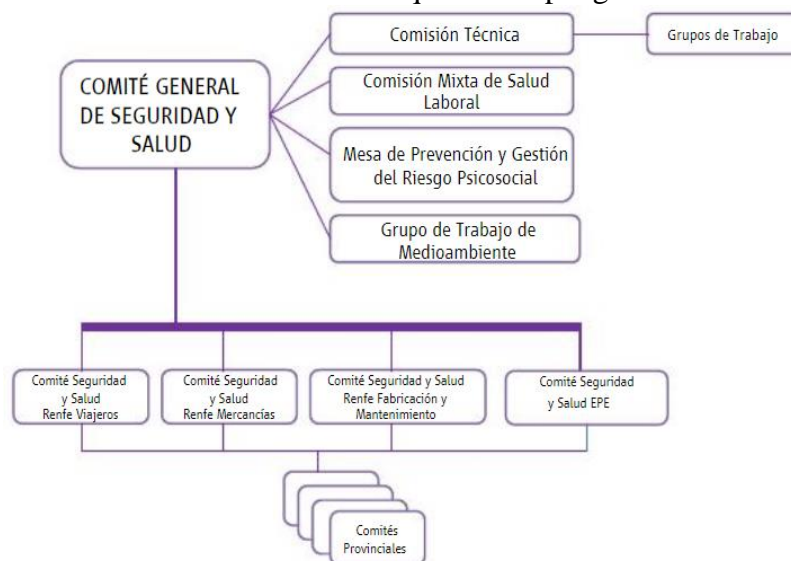 Comisión Técnica
Grupos de Trabajo
COMITÉ GENERAL
DE SEGURIDAD Y
SALUD
Comisión Mixta de Salud
Laboral
Mesa de Prevención y Gestión
del Riesgo Psicosocial
Grupo de Trabajo de
Medioambiente
Comité Seguridad
y Salud
Renfe Viajeros
Comité Seguridad
y Salud
Renfe Mercancías
Comité Seguridad y Salud
Renfe Fabricación y
Mantenimiento
Comité Seguridad
y Salud EPE
Comités
Provinciales